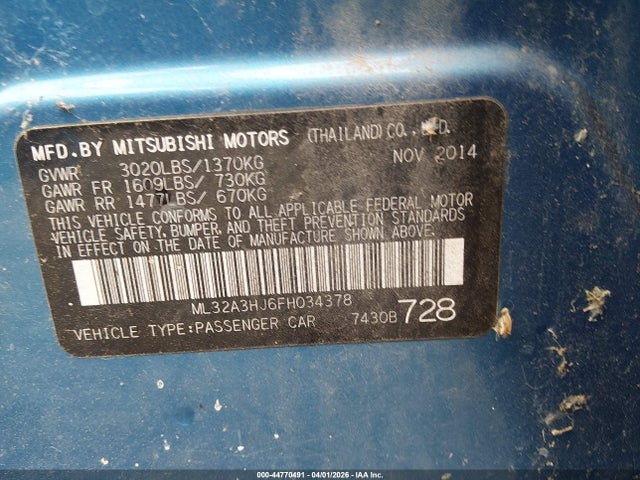 MFD.BY MITSUBISHI MOTORS (THAILAND)CO., LTD.
GVWR 3020LBS/1370KG NOV 2014
GAWR FR 1609LBS/ 730KG
GAWR RR 1477LBS/ 670KG
THIS VEHICLE CONFORMS TO ALL APPLICABLE FEDERAL MOTOR
VEHICLE SAFETY, BUMPER, AND THEFT PREVENTION STANDARDS
IN EFFECT ON THE DATE OF MANUFACTURE SHOWN ABOVE.
ML32A3HJ6FH034378
VEHICLE TYPE:PASSENGER CAR 7430B 728
000-44770491 - 04/01/2026 - IAA Inc.